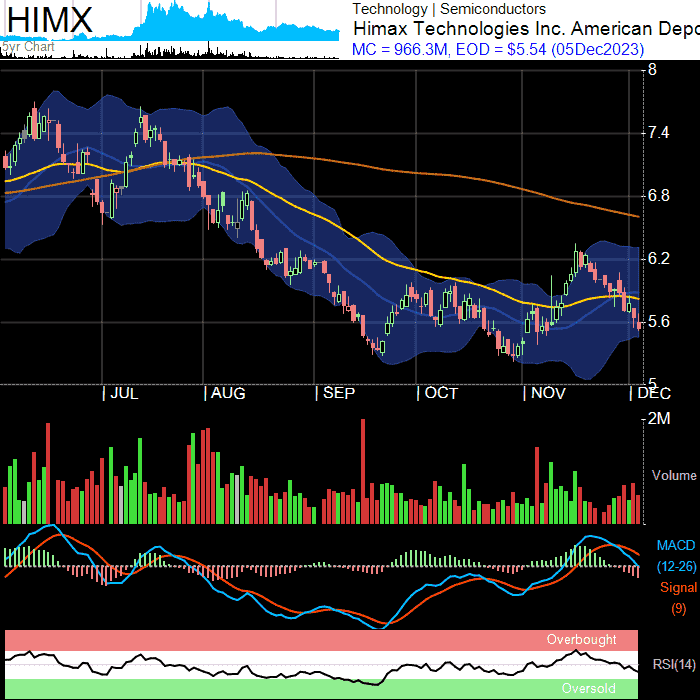 HIMX
5yr Chart
Technology | Semiconductors
Himax Technologies Inc. American Depo
MC = 966.3M, EOD = $5.54 (05Dec2023)
8
7.4
6.8
6.2
5.6
5
| JUL | AUG | SEP | OCT | NOV | DEC
2M
Volume
MACD
(12-26)
Signal
(9)
Overbought
RSI(14)
Oversold